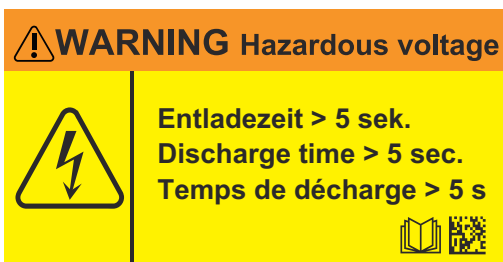 WARNING Hazardous voltage
Entladezeit > 5 sek.
Discharge time > 5 sec.
Temps de décharge > 5 s